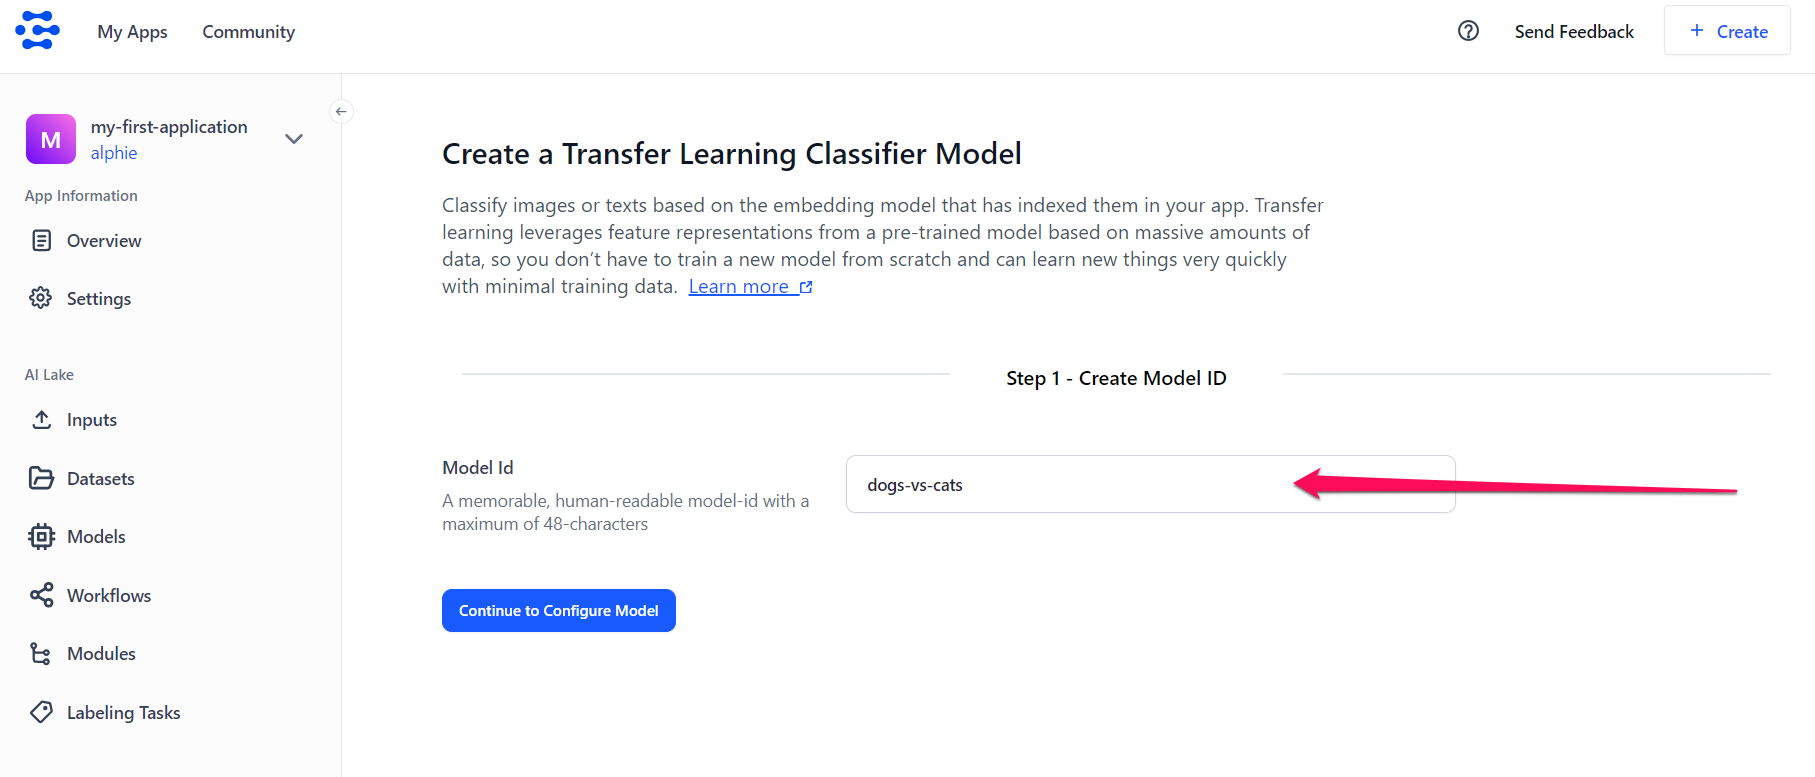 My Apps
Community
Send Feedback
+ Create
M
my-first-application
alphie
App Information
Overview
Settings
AI Lake
Inputs
Datasets
Models
Workflows
Modules
Labeling Tasks
Create a Transfer Learning Classifier Model
Classify images or texts based on the embedding model that has indexed them in your app. Transfer
learning leverages feature representations from a pre-trained model based on massive amounts of
data, so you don’t have to train a new model from scratch and can learn new things very quickly
with minimal training data. Learn more
Step 1 - Create Model ID
Model Id
A memorable, human-readable model-id with a
maximum of 48-characters
dogs-vs-cats
Continue to Configure Model